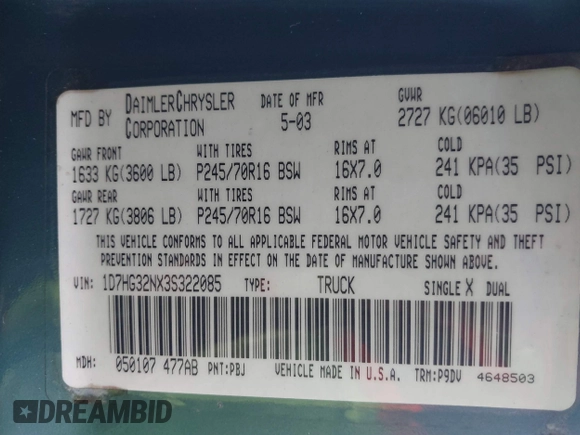 MFD BY DAIMLERCHRYSLER CORPORATION DATE OF MFR 5-03 GVWR 2727 KG(06010 LB)
GAWR FRONT WITH TIRES RIMS AT COLD
1633 KG(3600 LB) P245/70R16 BSW 16X7.0 241 KPA(35 PSI)
GAWR REAR WITH TIRES RIMS AT COLD
1727 KG(3806 LB) P245/70R16 BSW 16X7.0 241 KPA(35 PSI)
THIS VEHICLE CONFORMS TO ALL APPLICABLE FEDERAL MOTOR VEHICLE SAFETY AND THEFT
PREVENTION STANDARDS IN EFFECT ON THE DATE OF MANUFACTURE SHOWN ABOVE.
VIN: 1D7HG32NX3S322085 TYPE: TRUCK SINGLE X DUAL
MDH: 050107 477AB PNT:PBJ VEHICLE MADE IN U.S.A. TRM:P9DV 4648503
DREAMBID